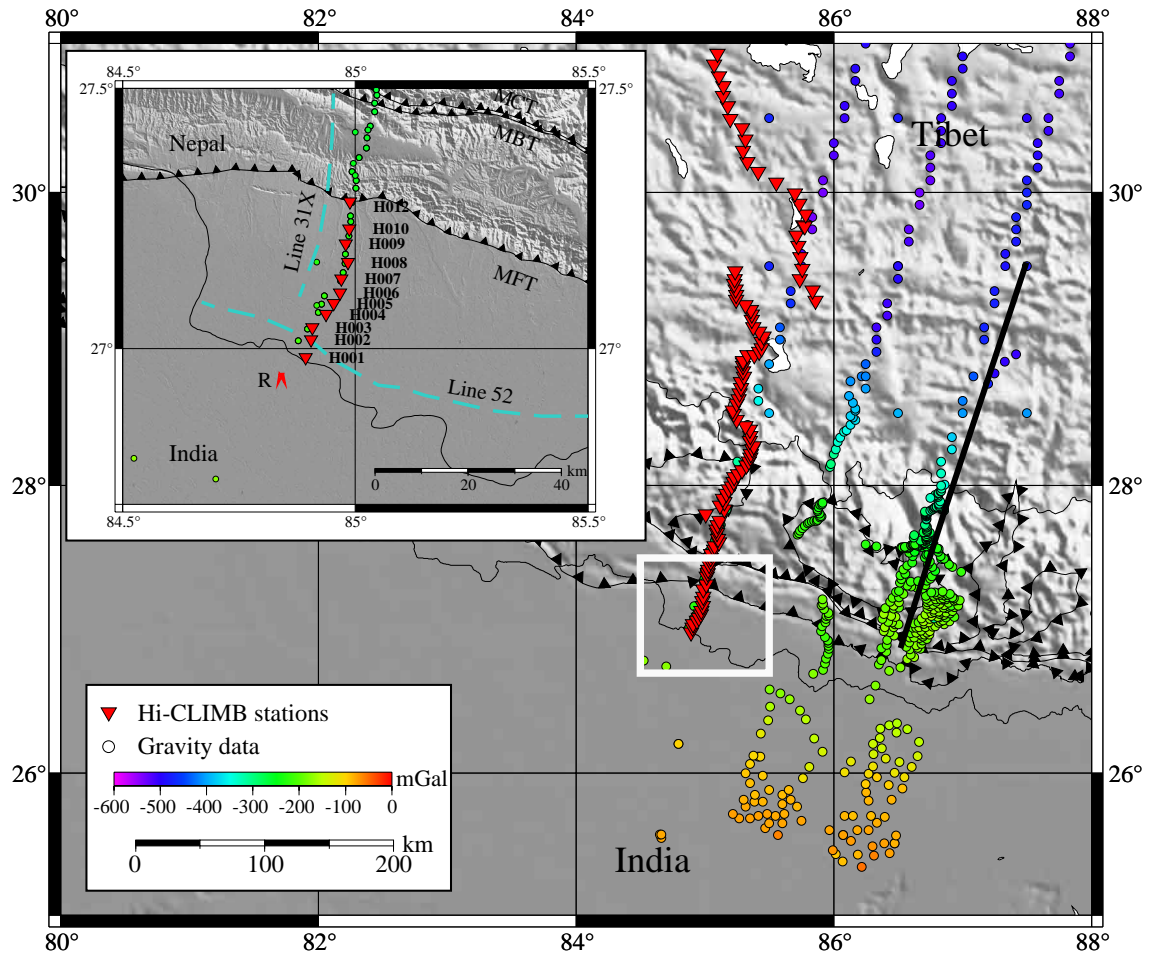 80° 82° 84° 86° 88°
84.5° 85° 85.5°
27.5° 27.5°
MCT
MBT
Nepal
Tibet
30° 30°
Line 31X
H012
H010
H009
H008
MFT
H007
H006
H005
H004
H003
H002
27° 27°
H001
R
Line 52
India
km
0 20 40
28° 28°
84.5° 85° 85.5°
Hi-CLIMB stations
Gravity data
mGal
-600 -500 -400 -300 -200 -100 0
26° 26°
km
0 100 200
India
80° 82° 84° 86° 88°